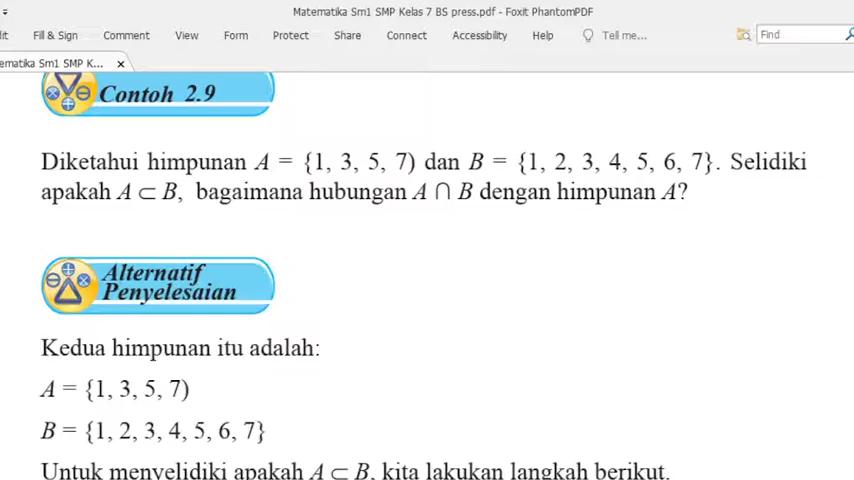 Matematika Sm1 SMP Kelas 7 BS press.pdf - Foxit PhantomPDF
Fill & Sign Comment View Form Protect Share Connect Accessibility Help Tell me... Find
ematika Sm1 SMP K... ×
Contoh 2.9
Diketahui himpunan A = {1, 3, 5, 7) dan B = {1, 2, 3, 4, 5, 6, 7}. Selidiki
apakah A ⊂ B, bagaimana hubungan A ∩ B dengan himpunan A?
Alternatif
Penyelesaian
Kedua himpunan itu adalah:
A = {1, 3, 5, 7)
B = {1, 2, 3, 4, 5, 6, 7}
Untuk menyelidiki apakah A ⊂ B, kita lakukan langkah berikut.